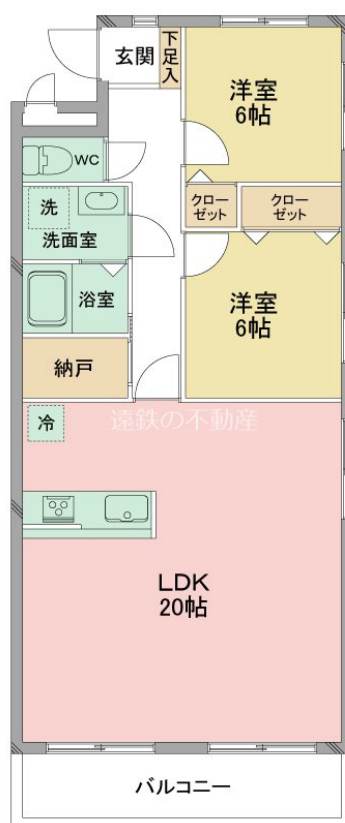 玄関
下足入
洋室
6帖
WC
クローゼット
クローゼット
洗
洗面室
洋室
6帖
浴室
納戸
冷
遠鉄の不動産
LDK
20帖
バルコニー